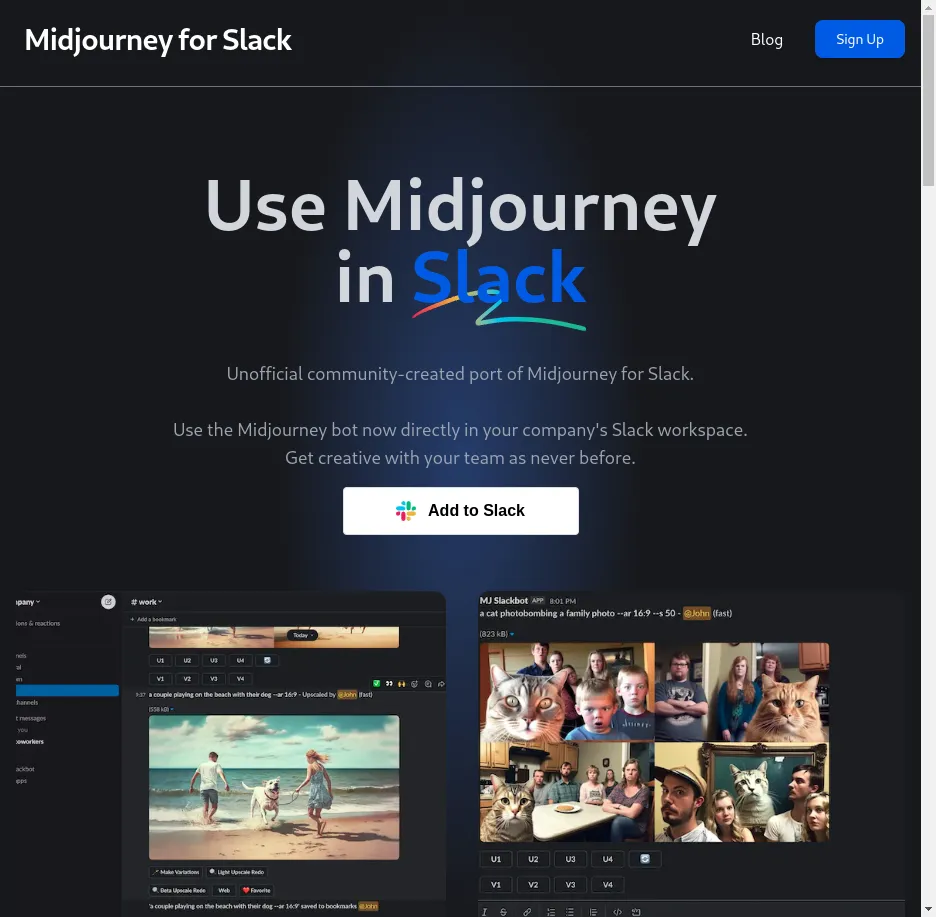 Midjourney for Slack
Blog
Sign Up
Use Midjourney
in Slack
Unofficial community-created port of Midjourney for Slack.
Use the Midjourney bot now directly in your company's Slack workspace.
Get creative with your team as never before.
Add to Slack
pany
# work
+ Add a bookmark
ions & reactions
Today
nels
U1 U2 U3 U4
V1 V2 V3 V4
hannels
9:37 a couple playing on the beach with their dog --ar 16:9 - Upscaled by @John (fast)
(558 kB)
t messages
you
oworkers
ackbot
apps
Make Variations
Light Upscale Redo
Beta Upscale Redo
Web
Favorite
'a couple playing on the beach with their dog --ar 16:9' saved to bookmarks @John
MJ Slackbot APP 8:01 PM
a cat photobombing a family photo --ar 16:9 --s 50 - @John (fast)
(823 kB)
U1 U2 U3 U4
V1 V2 V3 V4